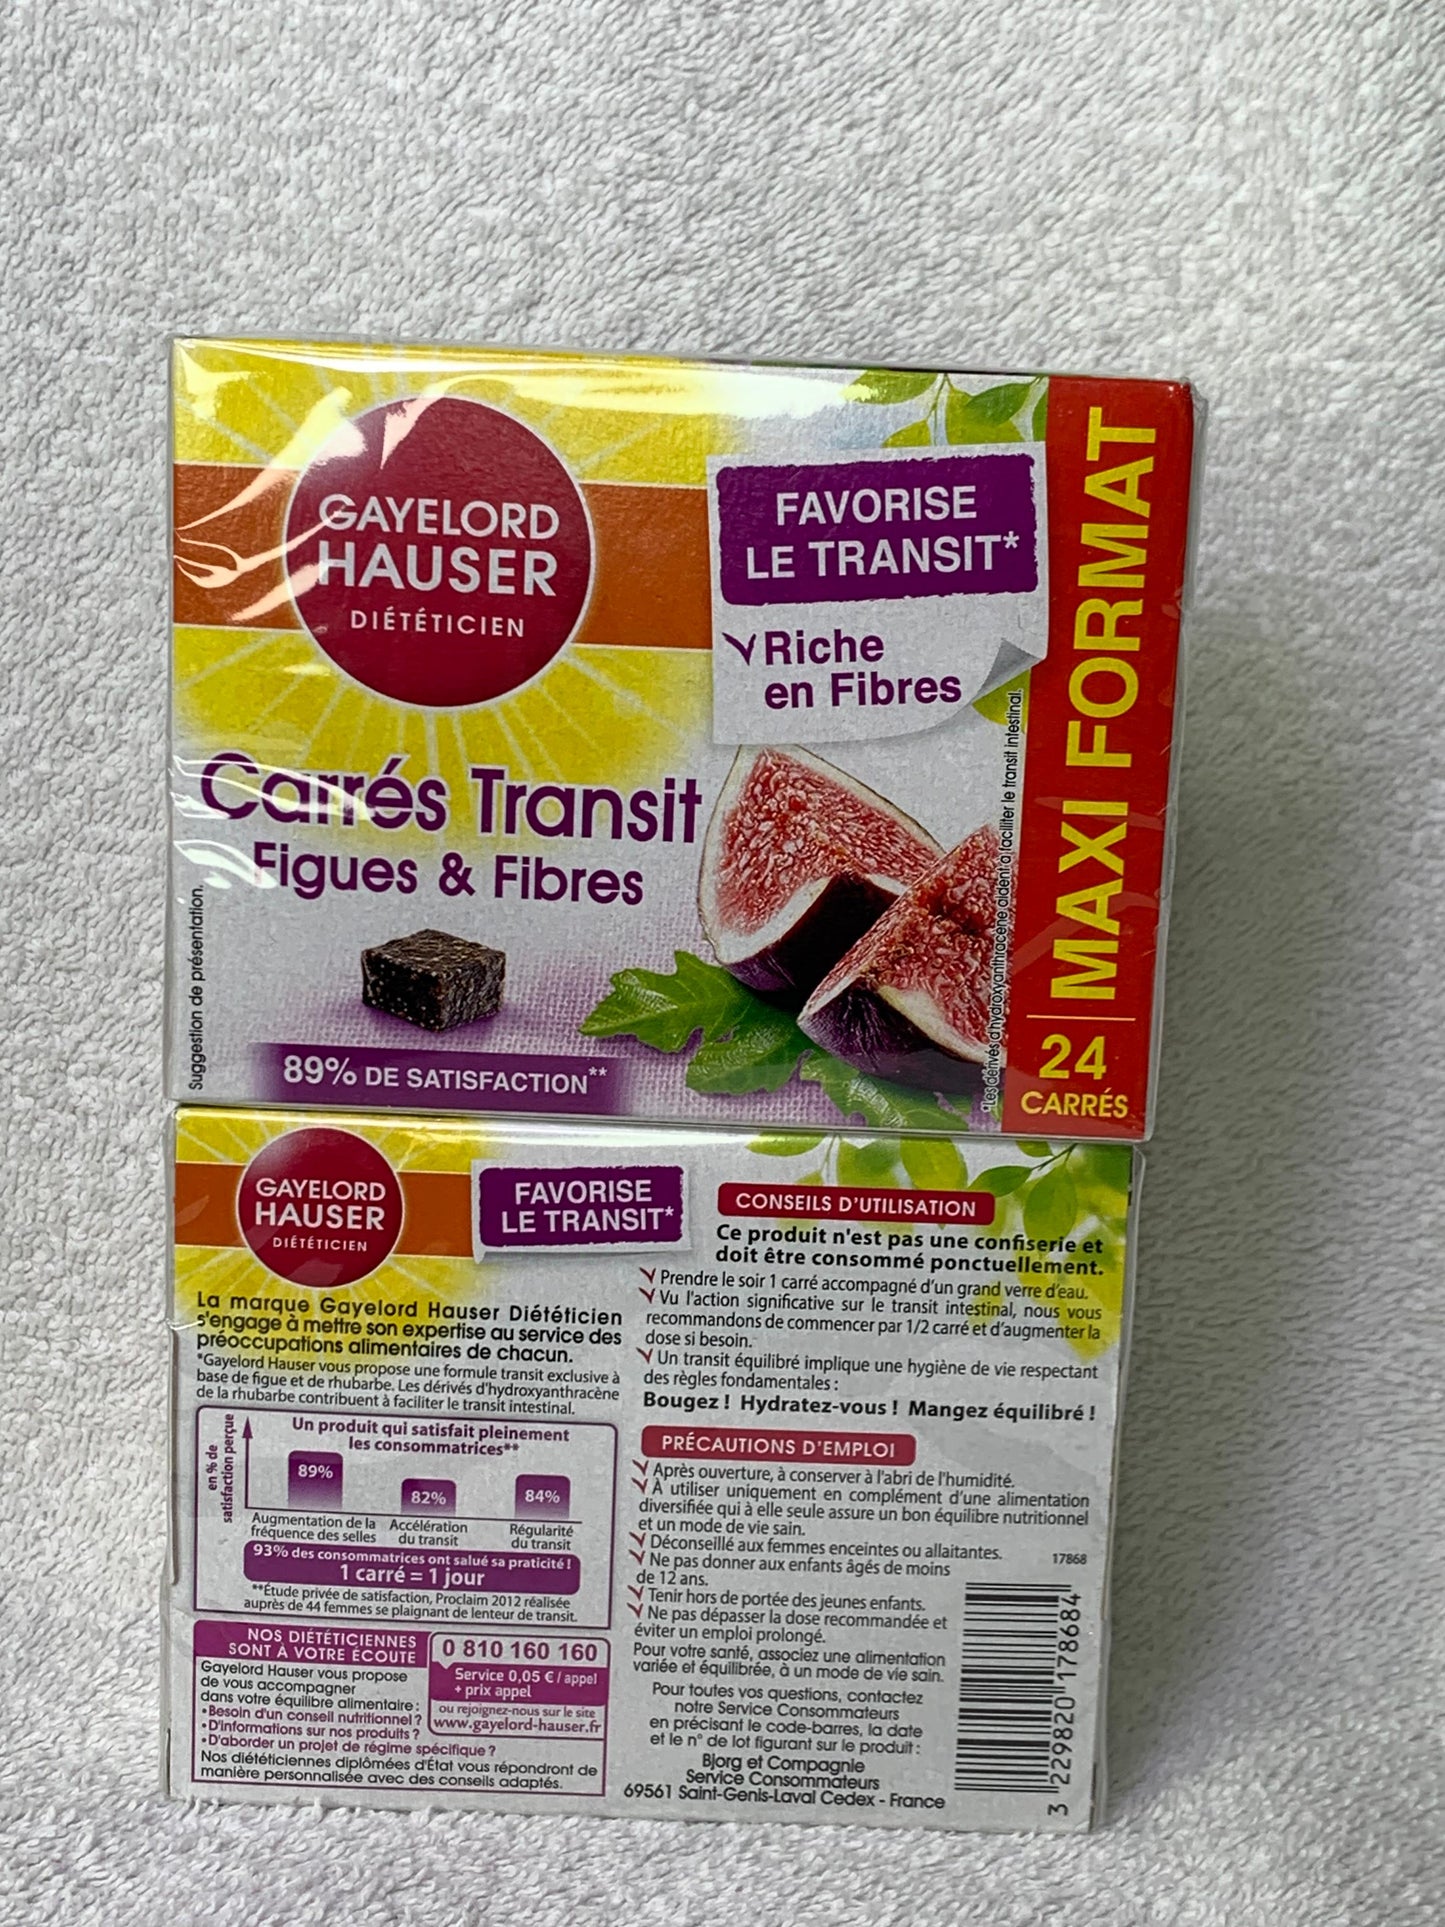 GAYELORD
HAUSER
DIÉTÉTICIEN
FAVORISE
LE TRANSIT*
Riche
en Fibres
Carrés Transit
Figues & Fibres
Suggestion de présentation.
89% DE SATISFACTION**
*Les dérivés d'hydroxyanthracène aident à faciliter le transit intestinal.
MAXI FORMAT
24
CARRÉS
GAYELORD
HAUSER
DIÉTÉTICIEN
FAVORISE
LE TRANSIT*
La marque Gayelord Hauser Diététicien
s'engage à mettre son expertise au service des
préoccupations alimentaires de chacun.
*Gayelord Hauser vous propose une formule transit exclusive à
base de figue et de rhubarbe. Les dérivés d'hydroxyanthracène
de la rhubarbe contribuent à faciliter le transit intestinal.
Un produit qui satisfait pleinement
les consommatrices**
en % de
satisfaction perçue
89%
82%
84%
Augmentation de la
fréquence des selles
Accélération
du transit
Régularité
du transit
93% des consommatrices ont salué sa praticité !
1 carré = 1 jour
**Étude privée de satisfaction, Proclaim 2012 réalisée
auprès de 44 femmes se plaignant de lenteur de transit.
NOS DIÉTÉTICIENNES
SONT À VOTRE ÉCOUTE
Gayelord Hauser vous propose
de vous accompagner
dans votre équilibre alimentaire :
•Besoin d'un conseil nutritionnel ?
•D'informations sur nos produits ?
•D'aborder un projet de régime spécifique ?
Nos diététiciennes diplômées d'État vous répondront de
manière personnalisée avec des conseils adaptés.
0 810 160 160
Service 0,05 € / appel
+ prix appel
ou rejoignez-nous sur le site
www.gayelord-hauser.fr
CONSEILS D'UTILISATION
Ce produit n'est pas une confiserie et
doit être consommé ponctuellement.
Prendre le soir 1 carré accompagné d'un grand verre d'eau.
Vu l'action significative sur le transit intestinal, nous vous
recommandons de commencer par 1/2 carré et d'augmenter la
dose si besoin.
Un transit équilibré implique une hygiène de vie respectant
des règles fondamentales :
Bougez ! Hydratez-vous ! Mangez équilibré !
PRÉCAUTIONS D'EMPLOI
Après ouverture, à conserver à l'abri de l'humidité.
À utiliser uniquement en complément d'une alimentation
diversifiée qui à elle seule assure un bon équilibre nutritionnel
et un mode de vie sain.
Déconseillé aux femmes enceintes ou allaitantes.
Ne pas donner aux enfants âgés de moins
de 12 ans.
Tenir hors de portée des jeunes enfants.
Ne pas dépasser la dose recommandée et
éviter un emploi prolongé.
Pour votre santé, associez une alimentation
variée et équilibrée, à un mode de vie sain.
Pour toutes vos questions, contactez
notre Service Consommateurs
en précisant le code-barres, la date
et le n° de lot figurant sur le produit :
Bjorg et Compagnie
Service Consommateurs
69561 Saint-Genis-Laval Cedex - France
17868
3 229820 178684